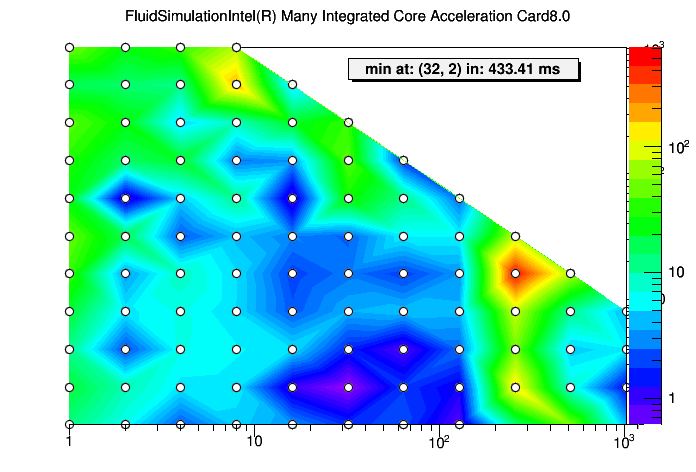 FluidSimulationIntel(R) Many Integrated Core Acceleration Card8.0
min at: (32, 2) in: 433.41 ms
10³
10²
10
1
1 10 10² 10³